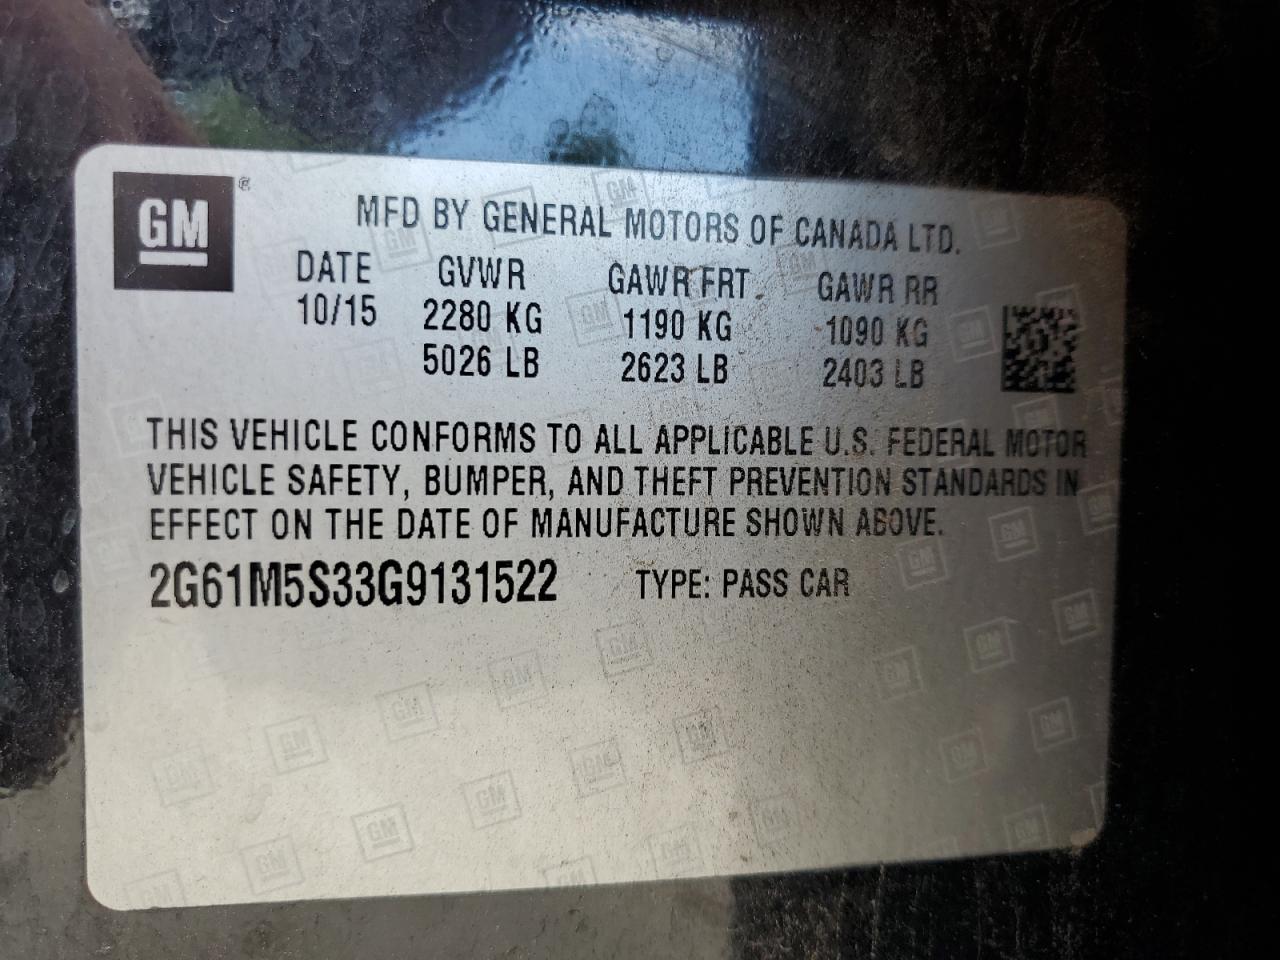 GM ®
MFD BY GENERAL MOTORS OF CANADA LTD.
DATE GVWR GAWR FRT GAWR RR
10/15 2280 KG 1190 KG 1090 KG
5026 LB 2623 LB 2403 LB
THIS VEHICLE CONFORMS TO ALL APPLICABLE U.S. FEDERAL MOTOR
VEHICLE SAFETY, BUMPER, AND THEFT PREVENTION STANDARDS IN
EFFECT ON THE DATE OF MANUFACTURE SHOWN ABOVE.
2G61M5S33G9131522 TYPE: PASS CAR